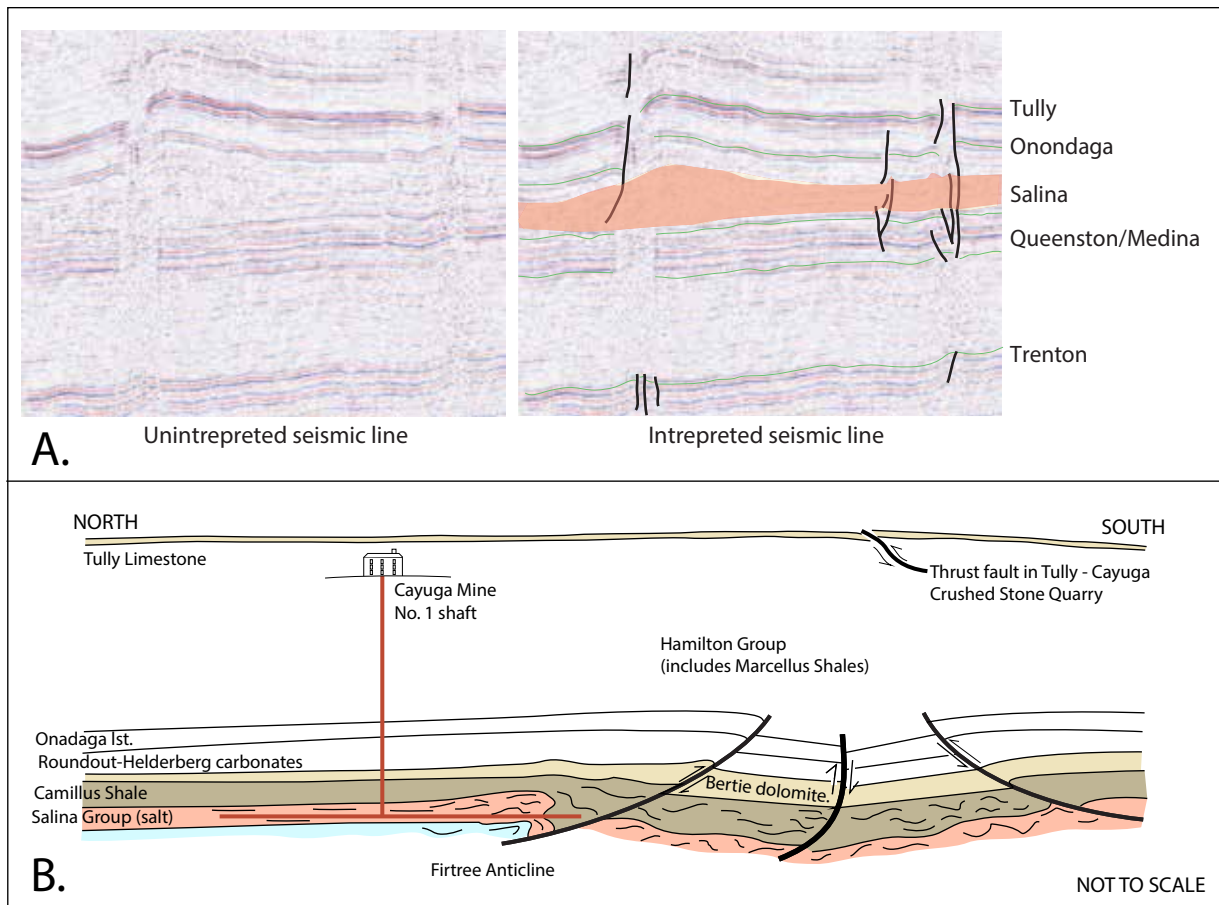 Tully
Onondaga
Salina
Queenston/Medina
Trenton
Unintrepreted seismic line
Intrepreted seismic line
A.
NORTH
SOUTH
Tully Limestone
Cayuga Mine
No. 1 shaft
Thrust fault in Tully - Cayuga
Crushed Stone Quarry
Hamilton Group
(includes Marcellus Shales)
Onadaga lst.
Roundout-Helderberg carbonates
Camillus Shale
Bertie dolomite.
Salina Group (salt)
Firtree Anticline
B.
NOT TO SCALE